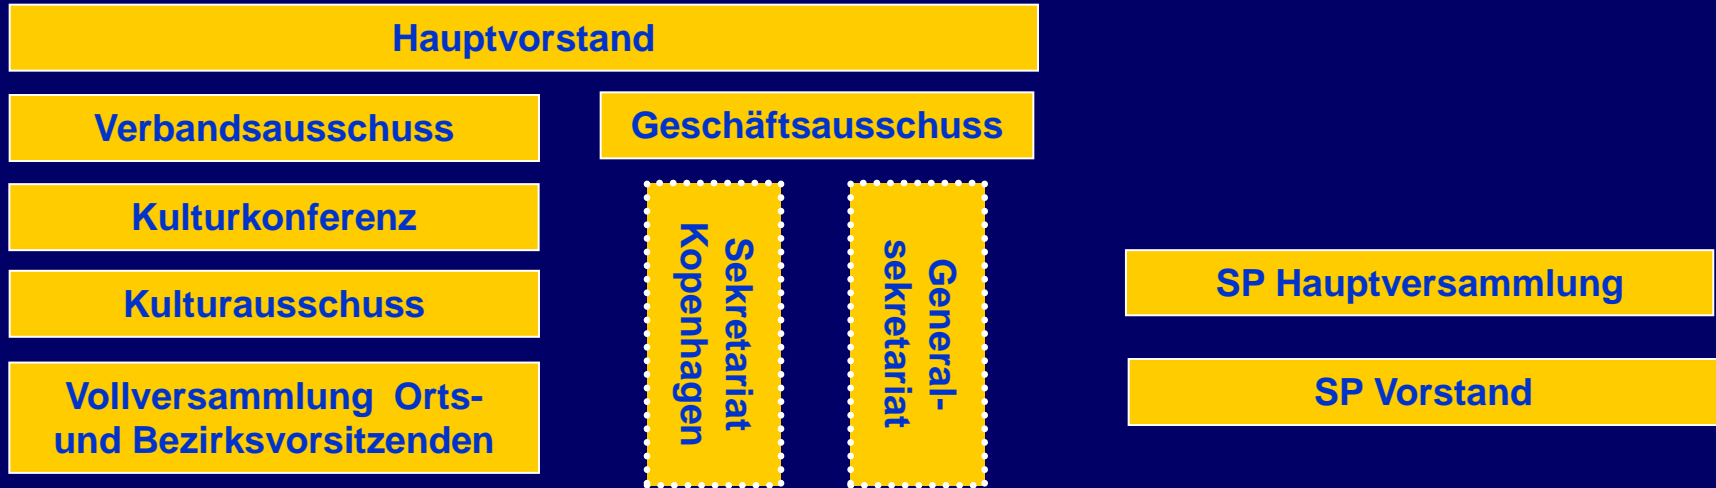 Hauptvorstand
Verbandsausschuss
Geschäftsausschuss
Kulturkonferenz
Kulturausschuss
Vollversammlung Orts-
und Bezirksvorsitzenden
Sekretariat
Kopenhagen
General-
sekretariat
SP Hauptversammlung
SP Vorstand